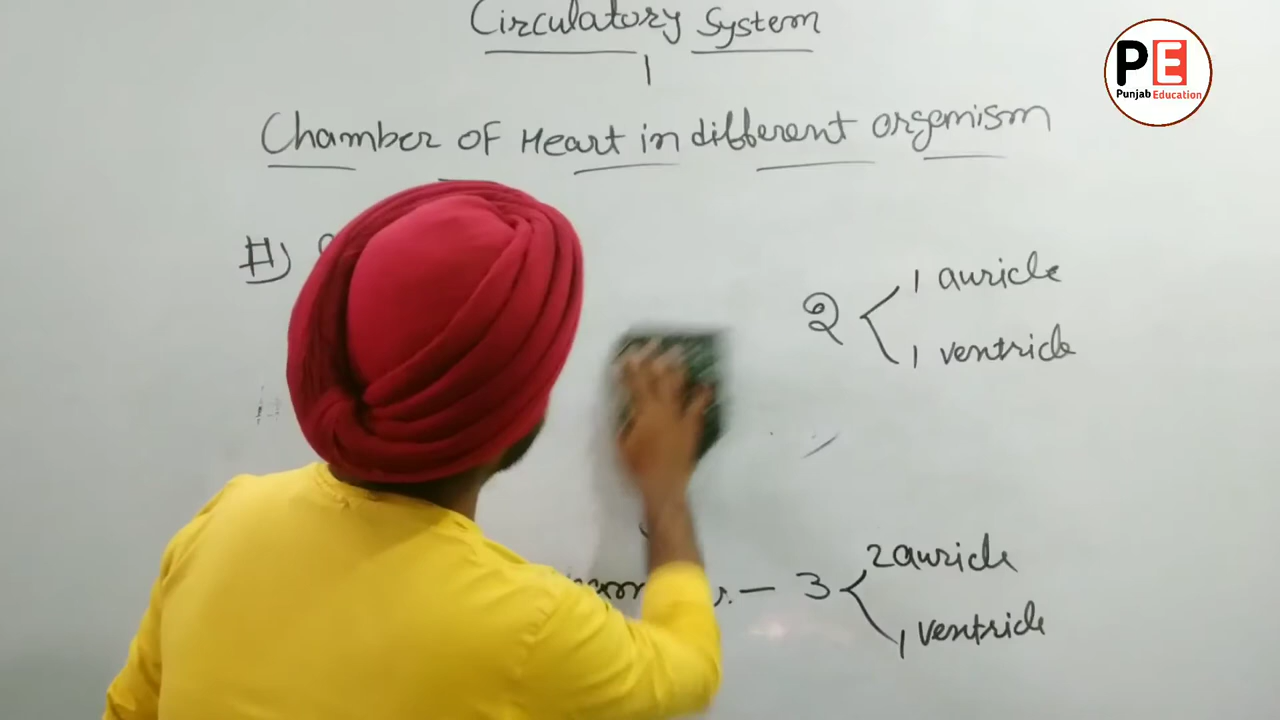 Circulatory System
PE
Punjab Education
Chamber of Heart in different orgemism
#)
2
1 auricle
1 ventricle
- 3
2 auricle
1 ventricle